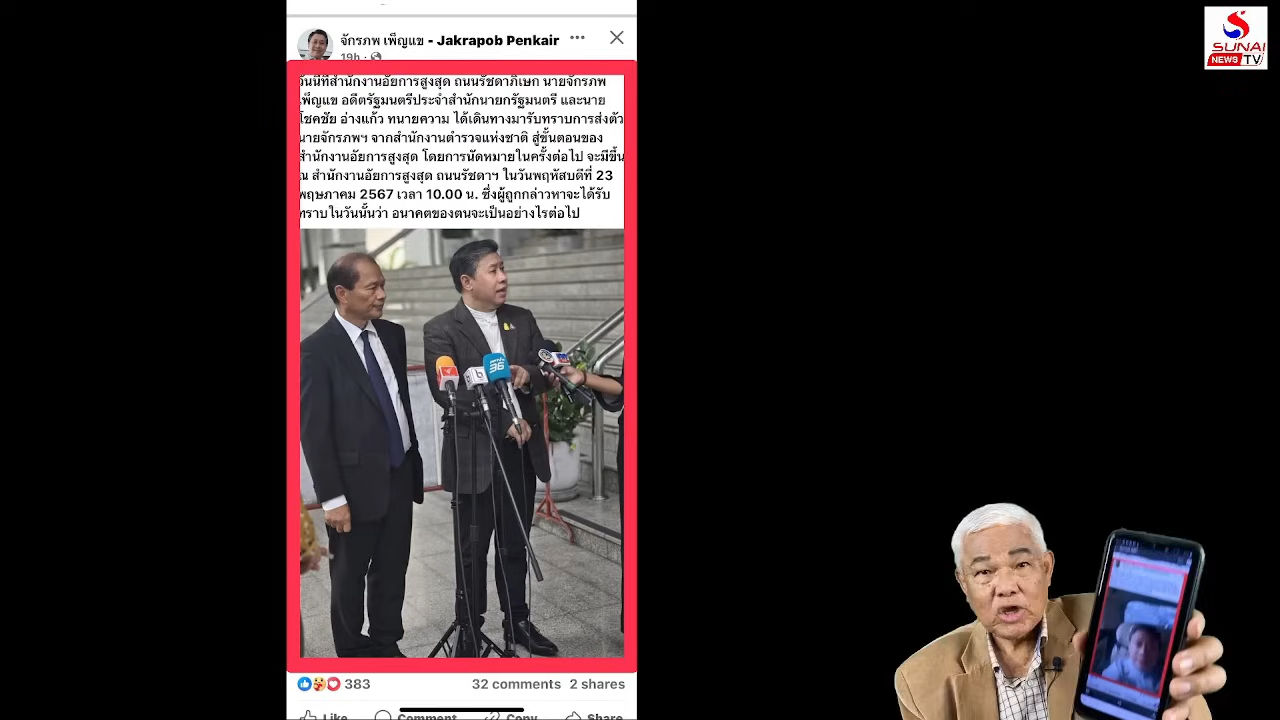 จักรภพ เพ็ญแข - Jakrapob Penkair
19h
วันนี้ที่สำนักงานอัยการสูงสุด ถนนรัชดาภิเษก นายจักรภพ
เพ็ญแข อดีตรัฐมนตรีประจำสำนักนายกรัฐมนตรี และนาย
โชคชัย อ่างแก้ว ทนายความ ได้เดินทางมารับทราบการส่งตัว
นายจักรภพฯ จากสำนักงานตำรวจแห่งชาติ สู่ขั้นตอนของ
สำนักงานอัยการสูงสุด โดยการนัดหมายในครั้งต่อไป จะมีขึ้น
ณ สำนักงานอัยการสูงสุด ถนนรัชดาฯ ในวันพฤหัสบดีที่ 23
พฤษภาคม 2567 เวลา 10.00 น. ซึ่งผู้ถูกกล่าวหาจะได้รับ
ทราบในวันนั้นว่า อนาคตของตนจะเป็นอย่างไรต่อไป
36
383
32 comments 2 shares
Like Comment Copy Share
SUNAI
NEWS TV